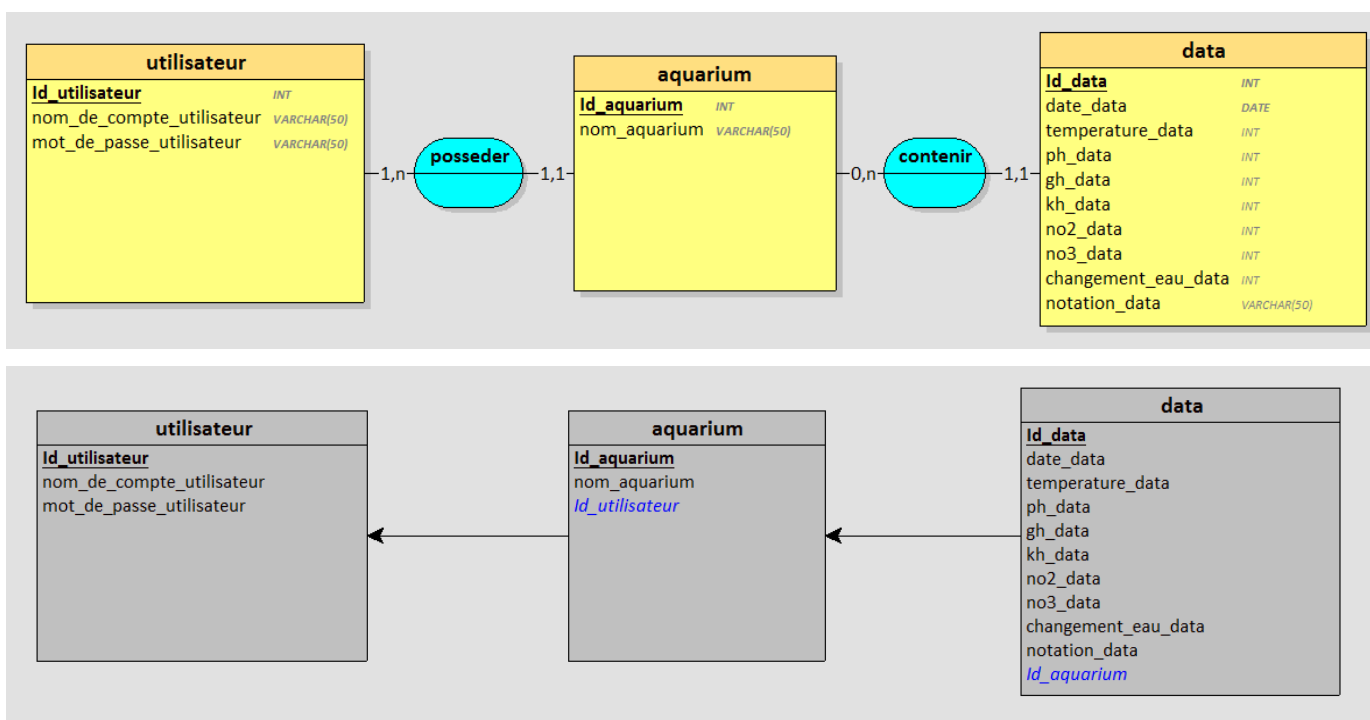 utilisateur
Id_utilisateur INT
nom_de_compte_utilisateur VARCHAR(50)
mot_de_passe_utilisateur VARCHAR(50)
1,n
posseder
1,1
aquarium
Id_aquarium INT
nom_aquarium VARCHAR(50)
0,n
contenir
1,1
data
Id_data INT
date_data DATE
temperature_data INT
ph_data INT
gh_data INT
kh_data INT
no2_data INT
no3_data INT
changement_eau_data INT
notation_data VARCHAR(50)
utilisateur
Id_utilisateur
nom_de_compte_utilisateur
mot_de_passe_utilisateur
aquarium
Id_aquarium
nom_aquarium
Id_utilisateur
data
Id_data
date_data
temperature_data
ph_data
gh_data
kh_data
no2_data
no3_data
changement_eau_data
notation_data
Id_aquarium